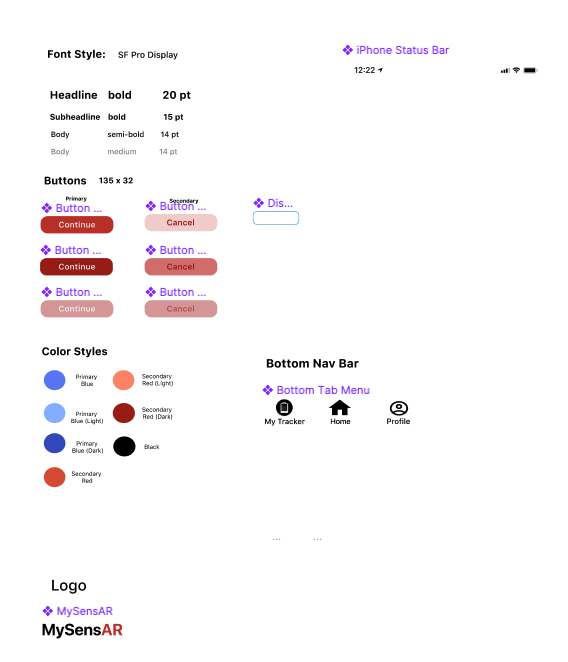 Font Style: SF Pro Display
iPhone Status Bar
12:22
Headline bold 20 pt
Subheadline bold 15 pt
Body semi-bold 14 pt
Body medium 14 pt
Buttons 135 x 32
Primary
Secondary
Button ...
Button ...
Dis...
Continue
Cancel
Button ...
Button ...
Continue
Cancel
Button ...
Button ...
Continue
Cancel
Color Styles
Primary
Blue
Secondary
Red (Light)
Primary
Blue (Light)
Secondary
Red (Dark)
Primary
Blue (Dark)
Black
Secondary
Red
Bottom Nav Bar
Bottom Tab Menu
My Tracker
Home
Profile
...
...
Logo
MySensAR
MySensAR